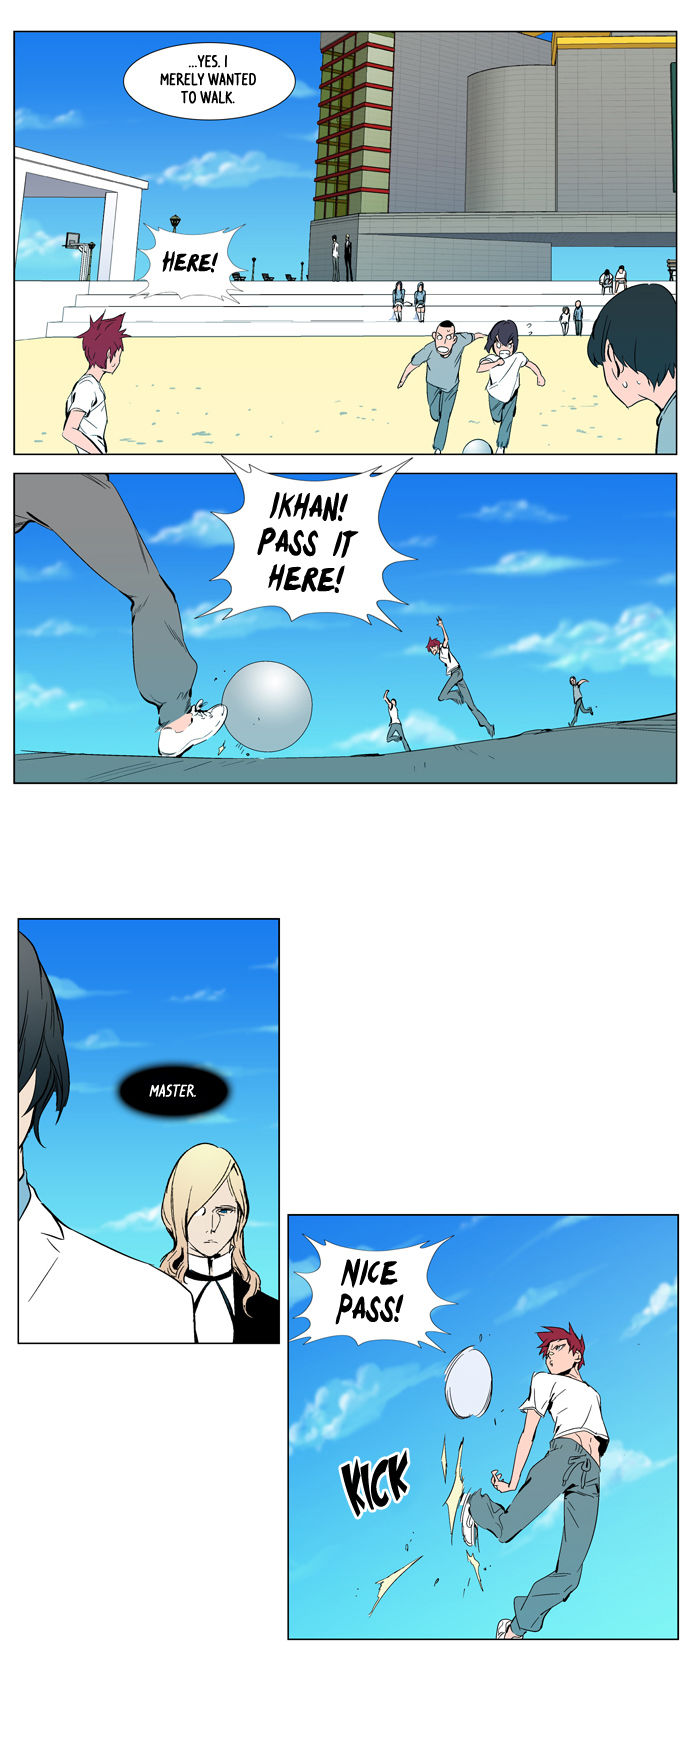 ...YES. I
MERELY WANTED
TO WALK.
HERE!
IKHAN!
PASS IT
HERE!
MASTER.
NICE
PASS!
KICK